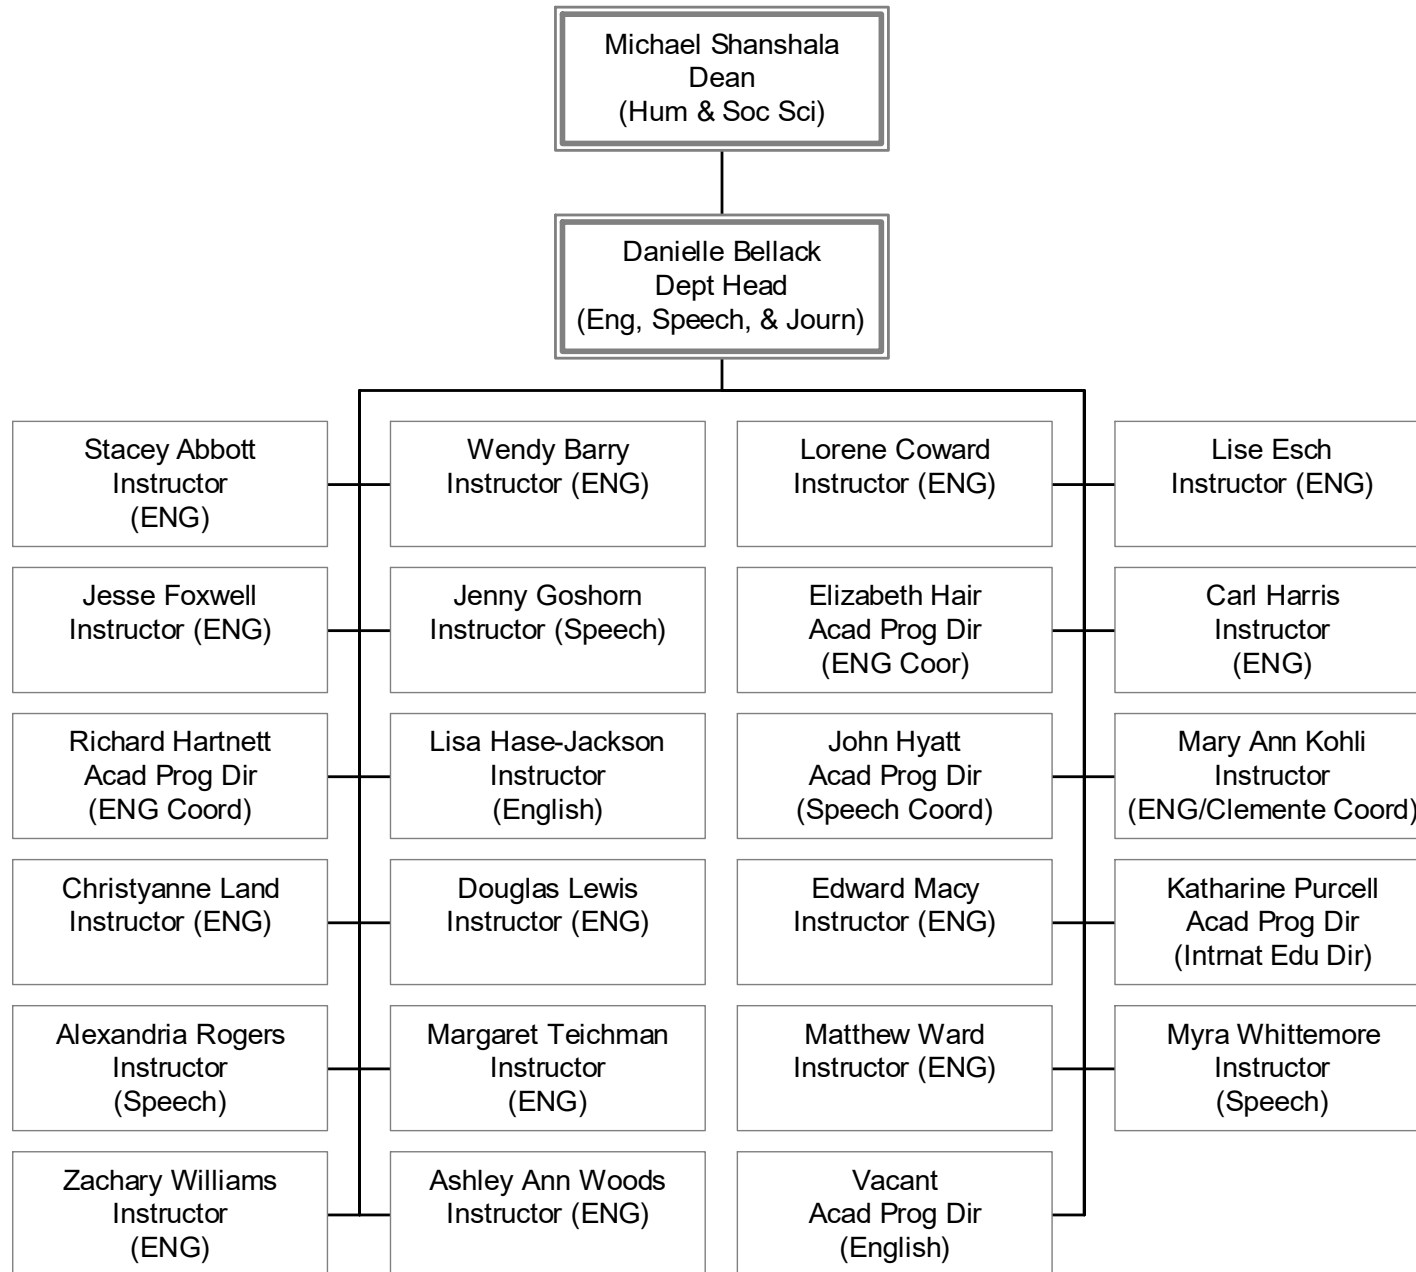 Michael Shanshala
Dean
(Hum & Soc Sci)
Danielle Bellack
Dept Head
(Eng, Speech, & Journ)
Stacey Abbott
Instructor
(ENG)
Wendy Barry
Instructor (ENG)
Lorene Coward
Instructor (ENG)
Lise Esch
Instructor (ENG)
Jesse Foxwell
Instructor (ENG)
Jenny Goshorn
Instructor (Speech)
Elizabeth Hair
Acad Prog Dir
(ENG Coor)
Carl Harris
Instructor
(ENG)
Richard Hartnett
Acad Prog Dir
(ENG Coord)
Lisa Hase-Jackson
Instructor
(English)
John Hyatt
Acad Prog Dir
(Speech Coord)
Mary Ann Kohli
Instructor
(ENG/Clemente Coord)
Christyanne Land
Instructor (ENG)
Douglas Lewis
Instructor (ENG)
Edward Macy
Instructor (ENG)
Katharine Purcell
Acad Prog Dir
(Intrnat Edu Dir)
Alexandria Rogers
Instructor
(Speech)
Margaret Teichman
Instructor
(ENG)
Matthew Ward
Instructor (ENG)
Myra Whittemore
Instructor
(Speech)
Zachary Williams
Instructor
(ENG)
Ashley Ann Woods
Instructor (ENG)
Vacant
Acad Prog Dir
(English)